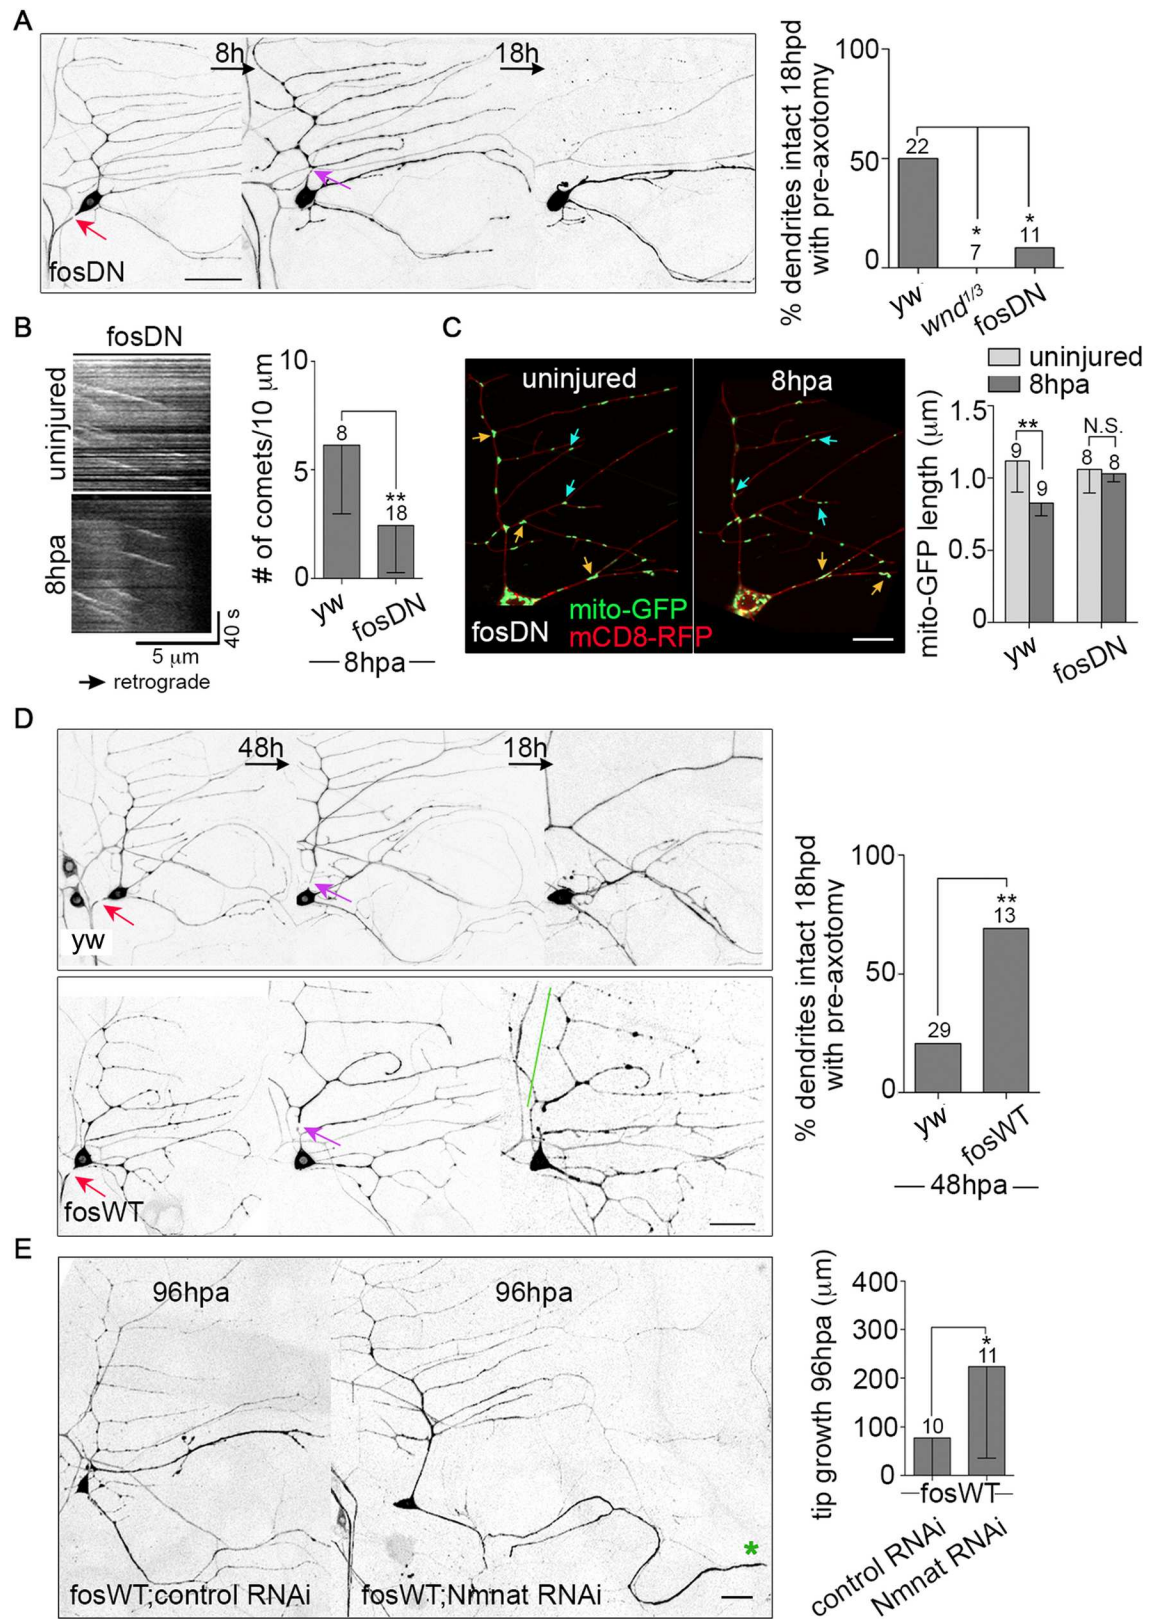 A
8h
18h
fosDN
% dendrites intact 18hpd
with pre-axotomy
100
50
0
22
*
7
*
11
yw
wnd1/3
fosDN
B
fosDN
uninjured
8hpa
40 s
5 μm
retrograde
# of comets/10 μm
10
5
0
8
**
18
yw
fosDN
8hpa
C
uninjured
8hpa
fosDN
mito-GFP
mCD8-RFP
uninjured
8hpa
mito-GFP length (μm)
1.5
1.0
0.5
0
**
9
9
N.S.
8
8
yw
fosDN
D
48h
18h
yw
fosWT
% dendrites intact 18hpd
with pre-axotomy
100
50
0
29
**
13
yw
fosWT
48hpa
E
96hpa
96hpa
fosWT;control RNAi
fosWT;Nmnat RNAi
*
tip growth 96hpa (μm)
400
300
200
100
0
10
*
11
fosWT
control RNAi
Nmnat RNAi